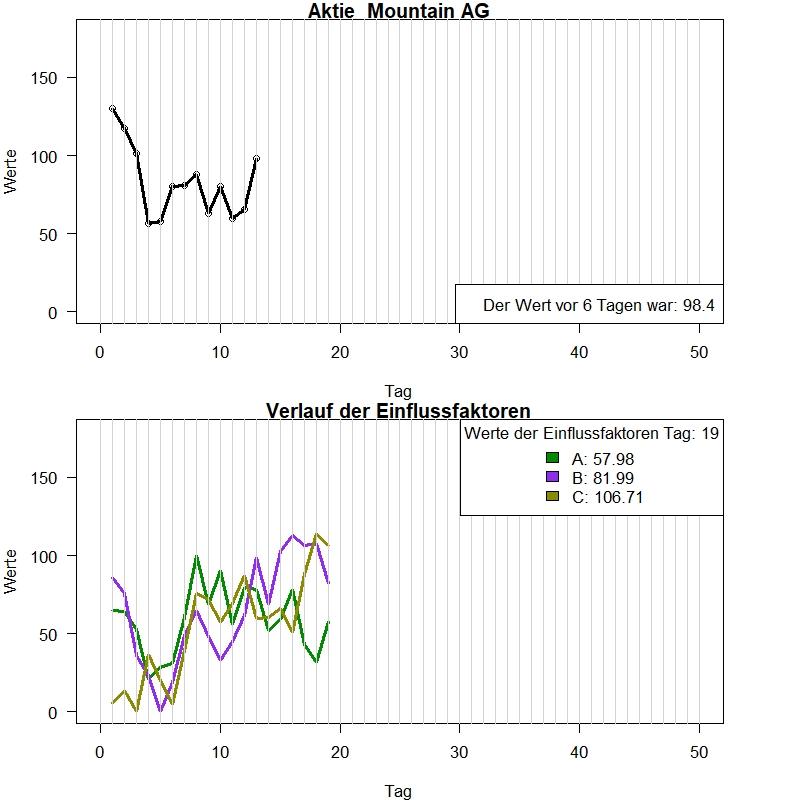 Aktie  Mountain AG
Werte
150
100
50
0
Der Wert vor 6 Tagen war: 98.4
0 10 20 30 40 50
Tag
Verlauf der Einflussfaktoren
Werte
150
100
50
0
Werte der Einflussfaktoren Tag: 19
A: 57.98
B: 81.99
C: 106.71
0 10 20 30 40 50
Tag